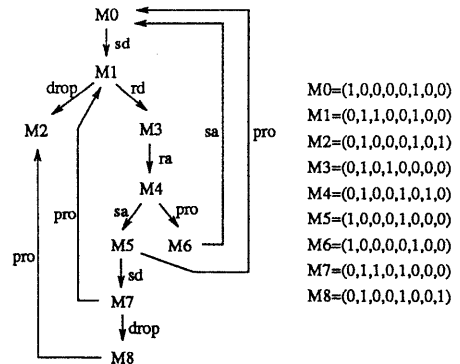 M0
sd
M1
drop
rd
M2
M3
sa
pro
ra
M4
pro
sa
pro
pro
M5
M6
sd
M7
drop
M8
M0=(1,0,0,0,0,1,0,0)
M1=(0,1,1,0,0,1,0,0)
M2=(0,1,0,0,0,1,0,1)
M3=(0,1,0,1,0,0,0,0)
M4=(0,1,0,0,1,0,1,0)
M5=(1,0,0,0,1,0,0,0)
M6=(1,0,0,0,0,1,0,0)
M7=(0,1,1,0,1,0,0,0)
M8=(0,1,0,0,1,0,0,1)